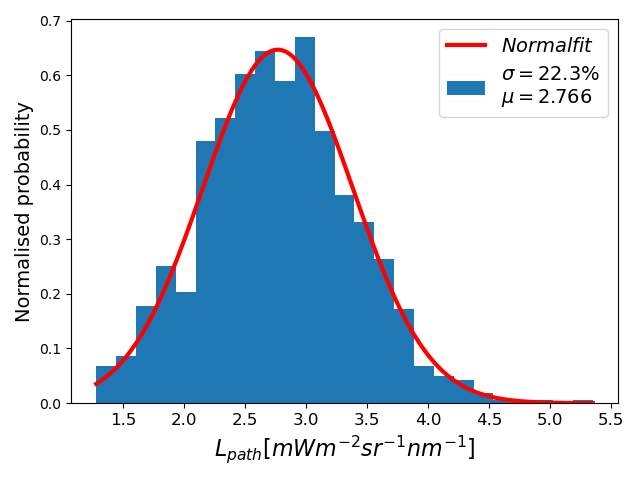 0.7
0.6
0.5
0.4
0.3
0.2
0.1
0.0
Normalised probability
Normalfit
σ = 22.3%
μ = 2.766
1.5 2.0 2.5 3.0 3.5 4.0 4.5 5.0 5.5
L_path[mWm⁻²sr⁻¹nm⁻¹]